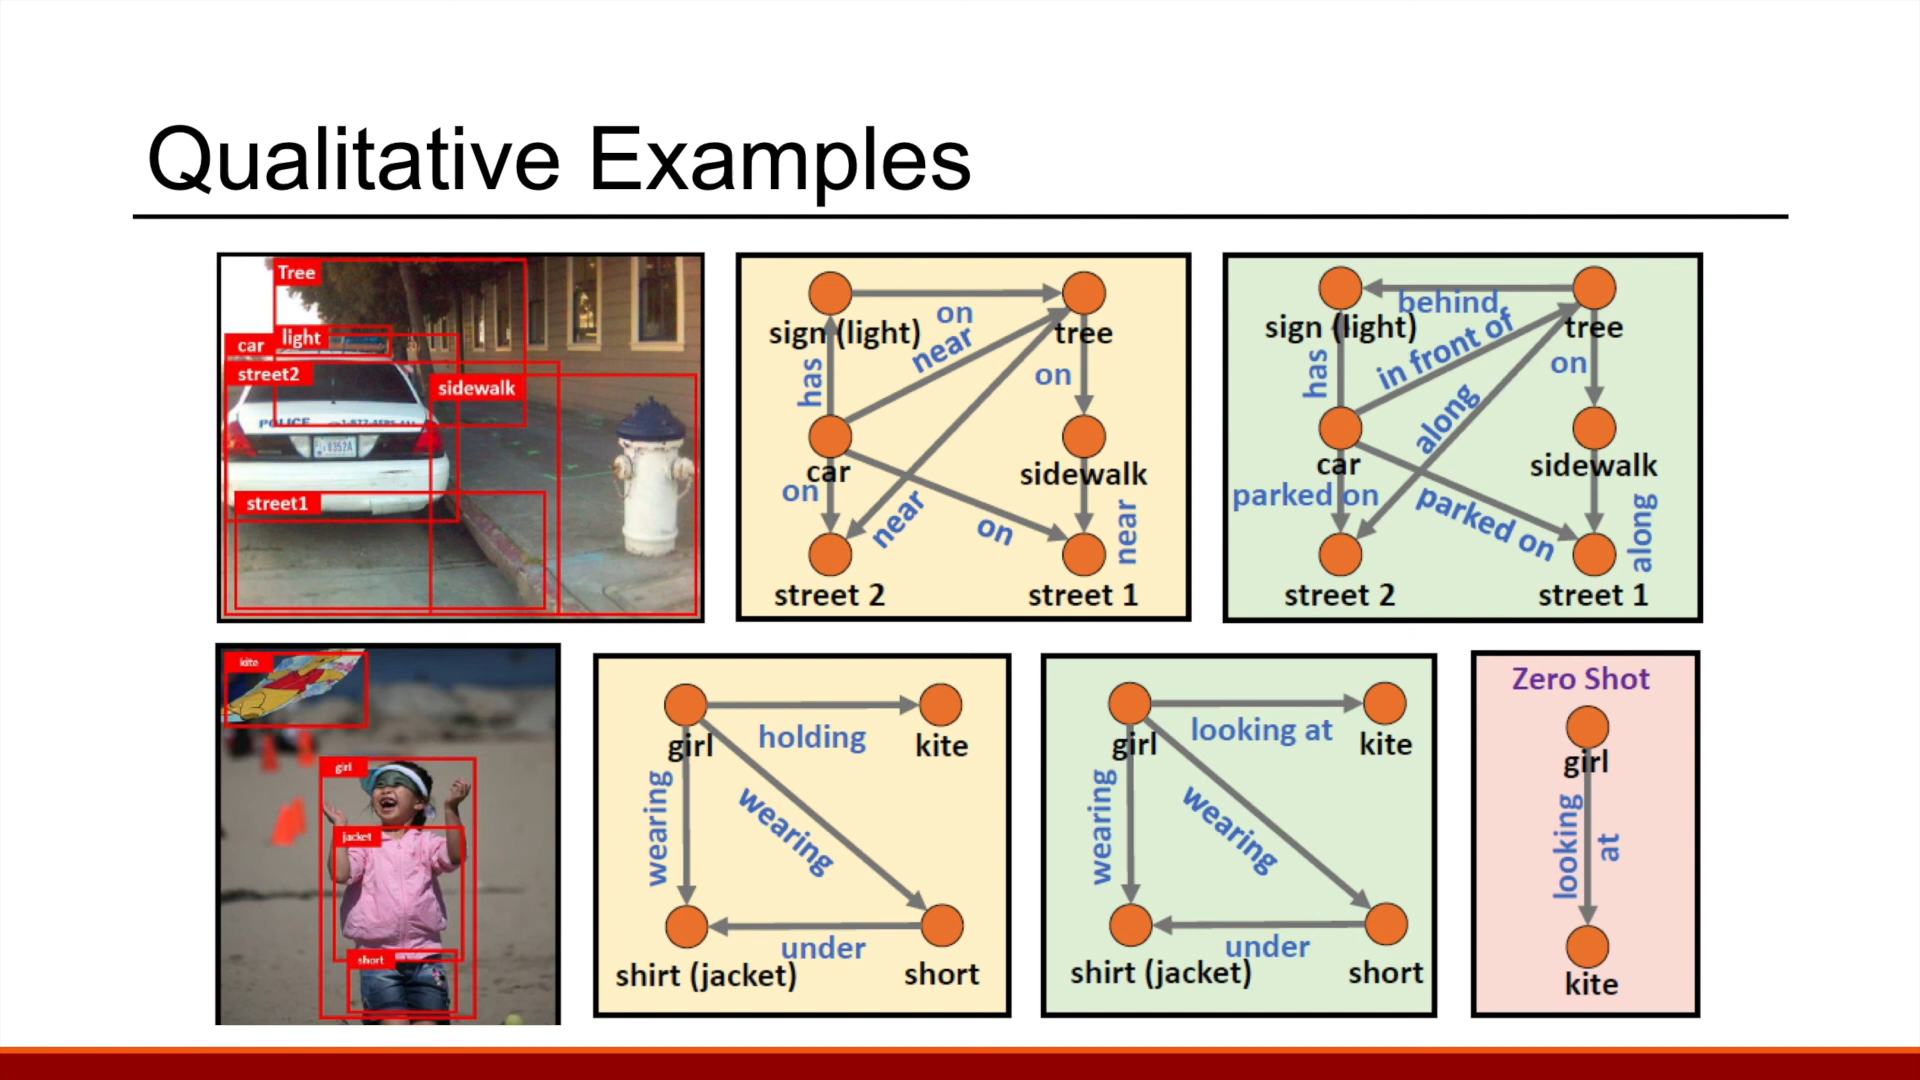 Qualitative Examples
Tree
light
car
street2
sidewalk
POLICE
street1
on
sign (light)
tree
near
has
on
car
sidewalk
on
near
on
near
street 2
street 1
behind
sign (light)
tree
in front of
has
on
along
car
sidewalk
parked on
parked on
along
street 2
street 1
kite
girl
jacket
short
holding
girl
kite
wearing
wearing
under
shirt (jacket)
short
looking at
girl
kite
wearing
wearing
under
shirt (jacket)
short
Zero Shot
girl
looking
at
kite